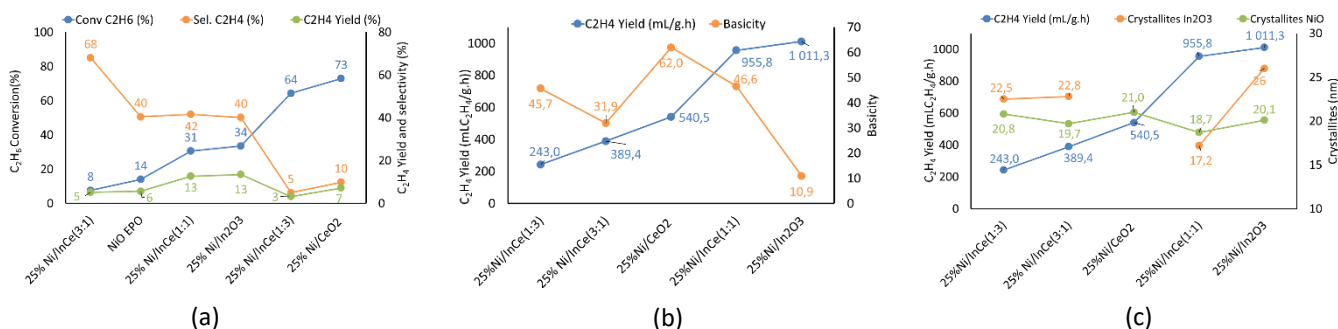 Conv C2H6 (%) Sel. C2H4 (%) C2H4 Yield (%)
100
80
60
40
20
0
C₂H₆ Conversion(%)
80
70
60
50
40
30
20
10
0
C₂H₄ Yield and selectivity (%)
68
40
42
40
5
10
8
14
31
34
64
73
5
6
13
13
3
7
25% Ni/InCe(3:1)
NiO EPO
25% Ni/InCe(1:1)
25% Ni/In2O3
25% Ni/InCe(1:3)
25% Ni/CeO2
(a)
C2H4 Yield (mL/g.h) Basicity
1000
800
600
400
200
0
C₂H₄ Yield (mLC₂H₄/g.h))
70
60
50
40
30
20
10
0
Basicity
45,7
31,9
62,0
46,6
10,9
243,0
389,4
540,5
955,8
1 011,3
25%Ni/InCe(1:3)
25% Ni/InCe(3:1)
25%Ni/CeO2
25%Ni/InCe(1:1)
25%Ni/In2O3
(b)
C2H4 Yield (mL/g.h) Crystallites In2O3 Crystallites NiO
1000
800
600
400
200
0
C₂H₄ Yield (mLC₂H₄/g.h)
30
25
20
15
10
Crystallites (nm)
22,5
22,8
17,2
26
20,8
19,7
21,0
18,7
20,1
243,0
389,4
540,5
955,8
1 011,3
25%Ni/InCe(1:3)
25% Ni/InCe(3:1)
25%Ni/CeO2
25%Ni/InCe(1:1)
25%Ni/In2O3
(c)